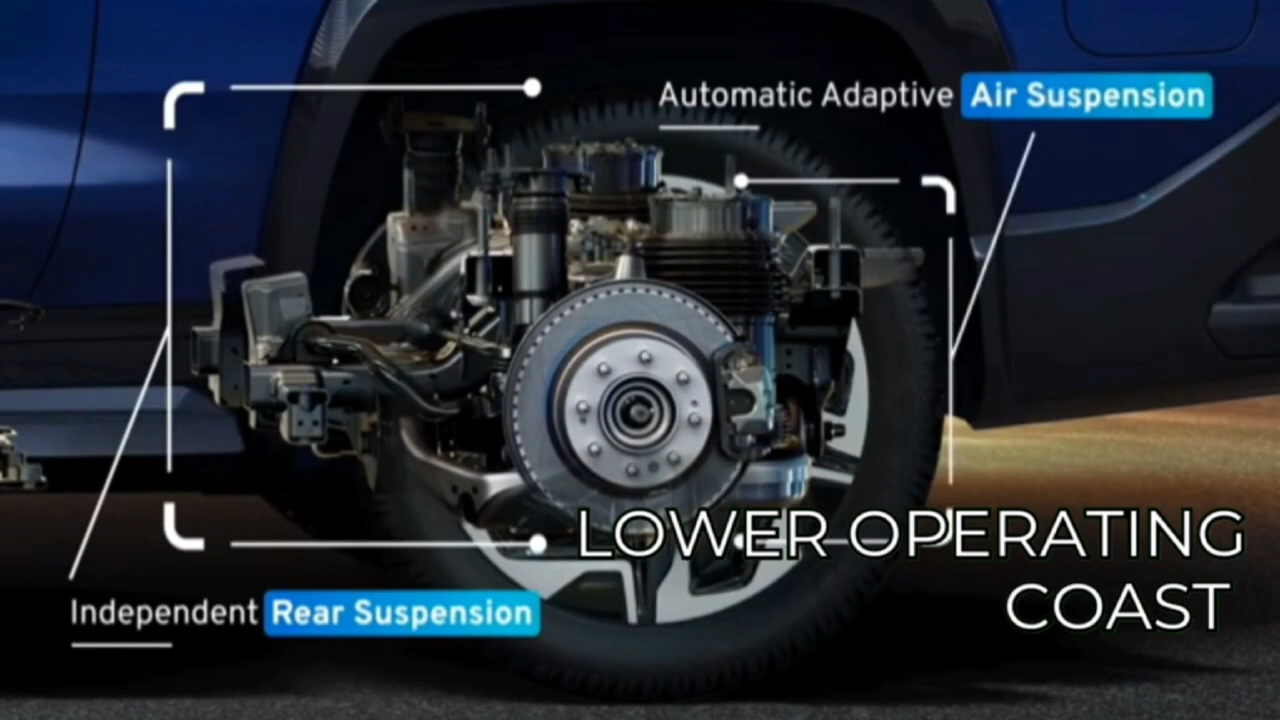 Automatic Adaptive Air Suspension
LOWER OPERATING
COAST
Independent Rear Suspension